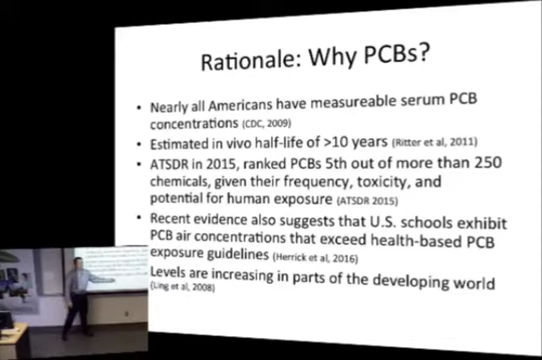 Rationale: Why PCBs?
• Nearly all Americans have measureable serum PCB
concentrations (CDC, 2009)
• Estimated in vivo half-life of >10 years (Ritter et al, 2011)
• ATSDR in 2015, ranked PCBs 5th out of more than 250
chemicals, given their frequency, toxicity, and
potential for human exposure (ATSDR 2015)
• Recent evidence also suggests that U.S. schools exhibit
PCB air concentrations that exceed health-based PCB
exposure guidelines (Herrick et al, 2016)
Levels are increasing in parts of the developing world
(Ling et al, 2008)